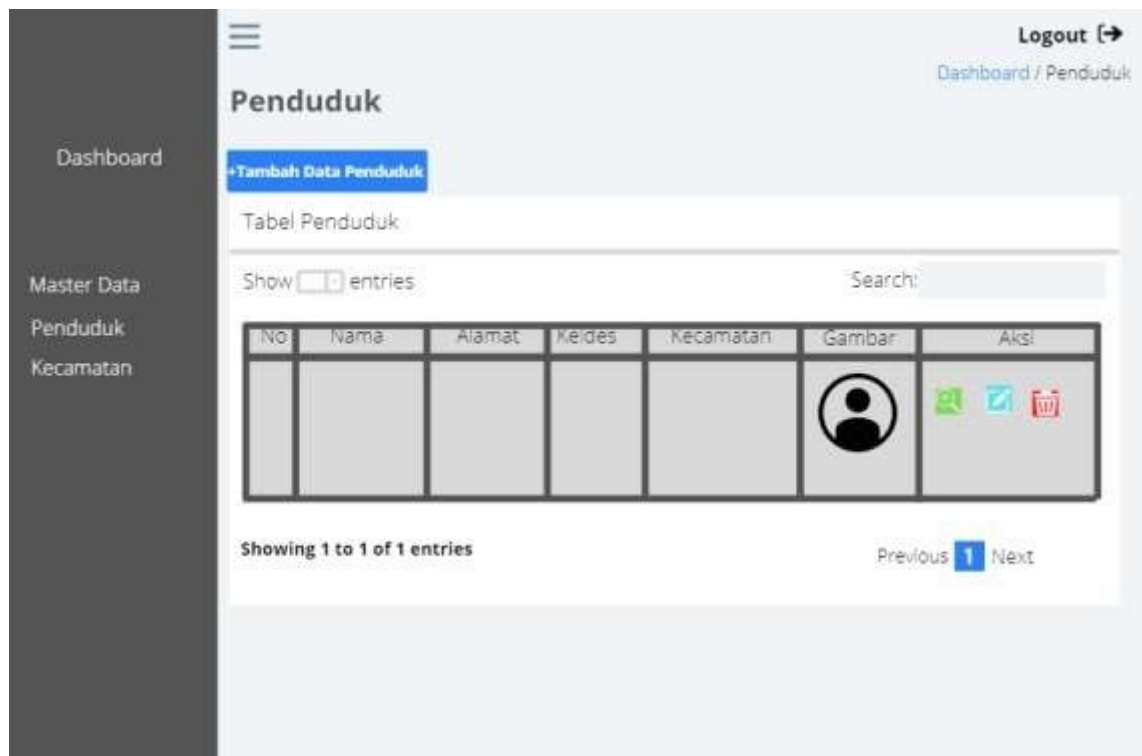 Logout
Dashboard / Penduduk
Penduduk
Dashboard
+Tambah Data Penduduk
Tabel Penduduk
Master Data
Show entries
Search:
Penduduk
No Nama Alamat Keldes Kecamatan Gambar Aksi
Kecamatan
Showing 1 to 1 of 1 entries
Previous 1 Next